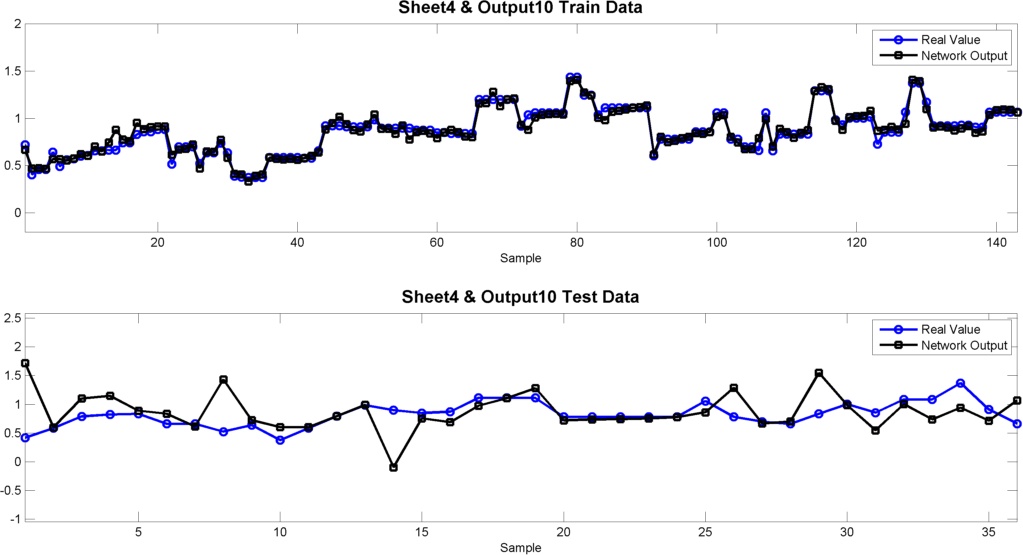 Sheet4 & Output10 Train Data
2
1.5
1
0.5
0
Real Value
Network Output
20 40 60 80 100 120 140
Sample
Sheet4 & Output10 Test Data
2.5
2
1.5
1
0.5
0
-0.5
-1
Real Value
Network Output
5 10 15 20 25 30 35
Sample